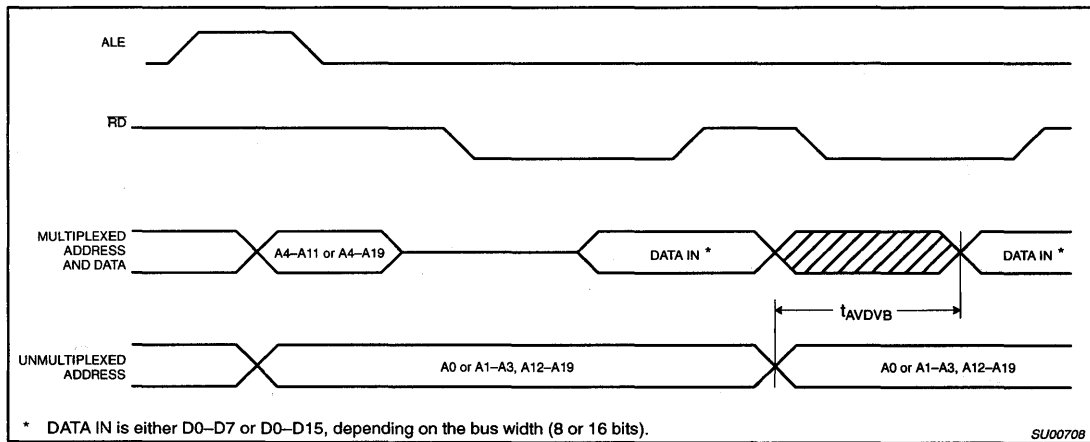 ALE
RD
MULTIPLEXED
ADDRESS
AND DATA
A4–A11 or A4–A19
DATA IN *
DATA IN *
tAVDVB
UNMULTIPLEXED
ADDRESS
A0 or A1–A3, A12–A19
A0 or A1–A3, A12–A19
* DATA IN is either D0–D7 or D0–D15, depending on the bus width (8 or 16 bits).
SU00708